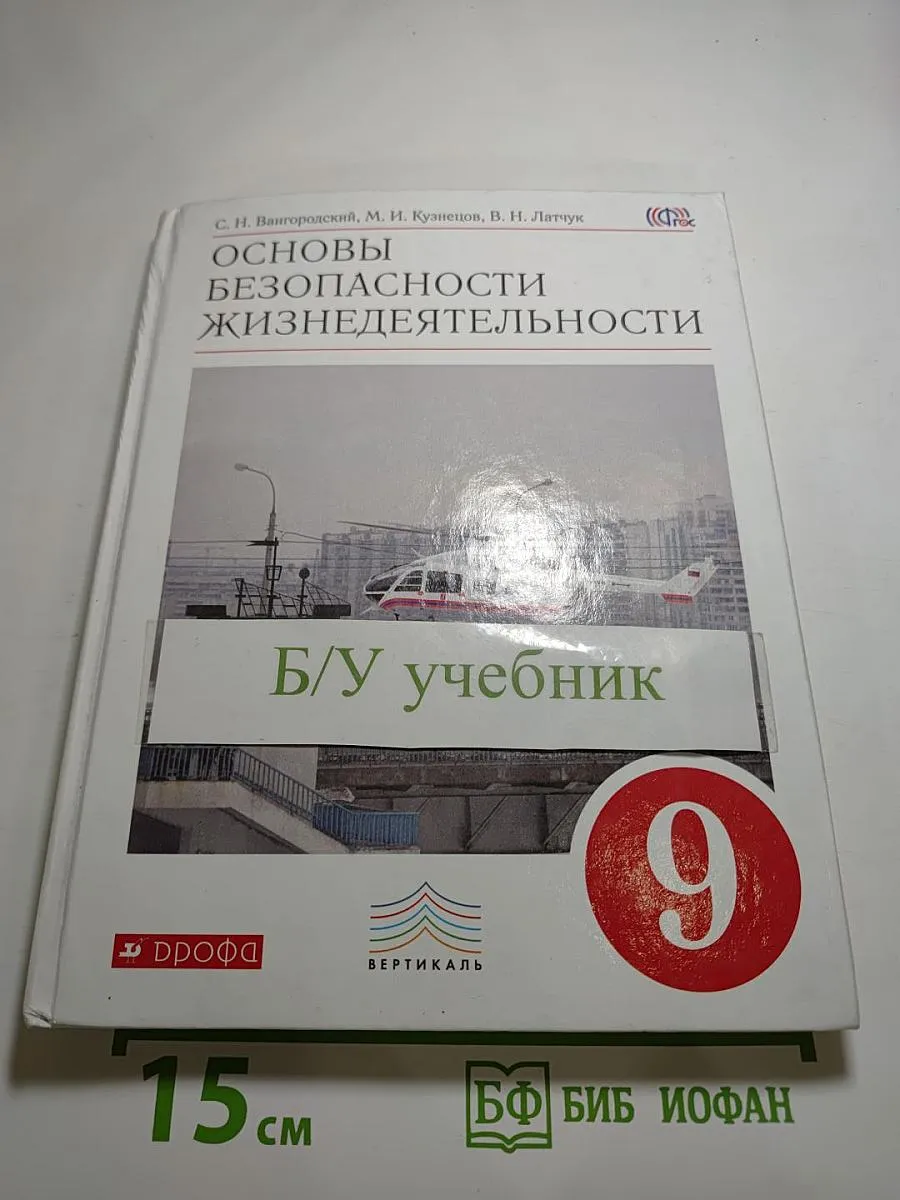 С. Н. Вангородский, М. И. Кузнецов, В. Н. Латчук
ФГОС
ОСНОВЫ
БЕЗОПАСНОСТИ
ЖИЗНЕДЕЯТЕЛЬНОСТИ
Б/У учебник
9
дрофа
ВЕРТИКАЛЬ
15 см
БФ БИБ ИОФАН